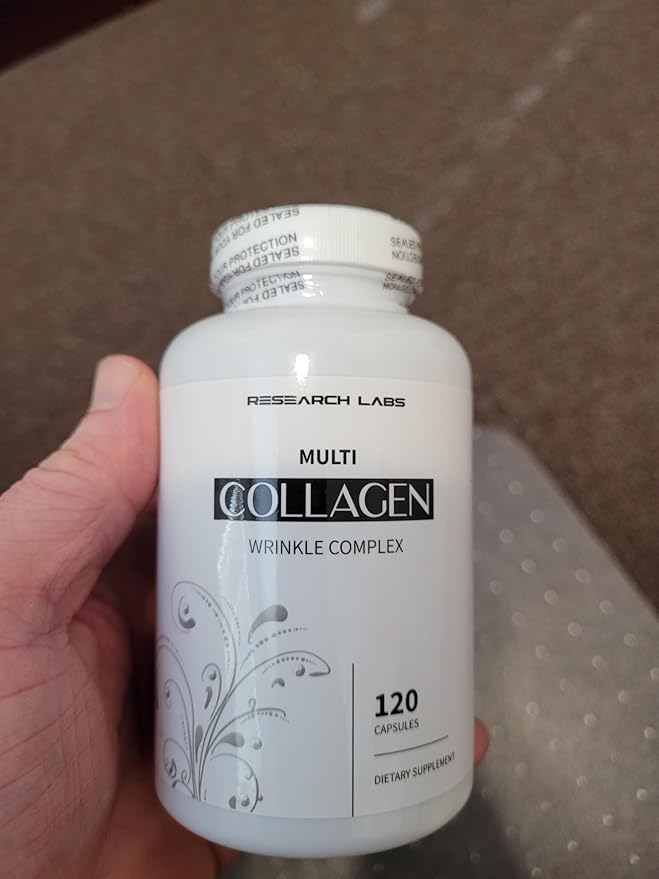 SEALED FOR YOUR PROTECTION
RESEARCH LABS
MULTI
COLLAGEN
WRINKLE COMPLEX
120
CAPSULES
DIETARY SUPPLEMENT